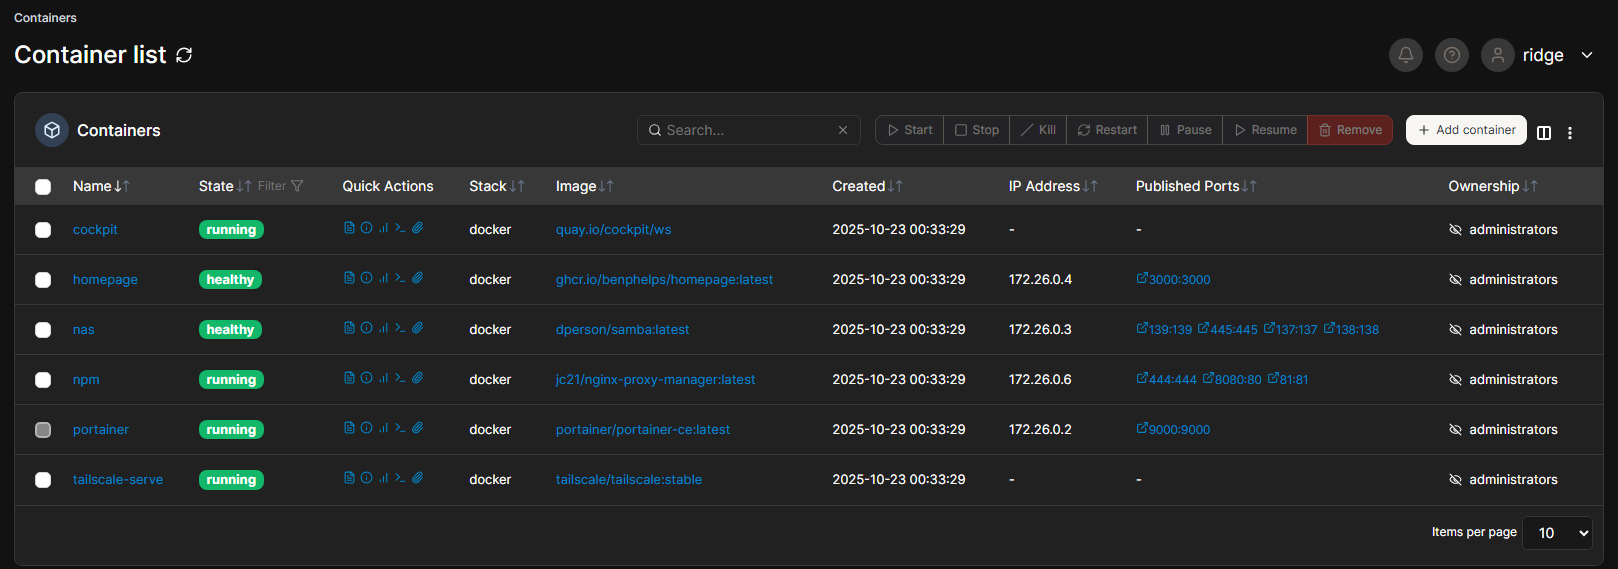 Containers
Container list
ridge
Containers
Search...
Start Stop Kill Restart Pause Resume Remove
Add container
Name State Filter Quick Actions Stack Image Created IP Address Published Ports Ownership
cockpit running docker quay.io/cockpit/ws 2025-10-23 00:33:29 - - administrators
homepage healthy docker ghcr.io/benphelps/homepage:latest 2025-10-23 00:33:29 172.26.0.4 3000:3000 administrators
nas healthy docker dperson/samba:latest 2025-10-23 00:33:29 172.26.0.3 139:139 445:445 137:137 138:138 administrators
npm running docker jc21/nginx-proxy-manager:latest 2025-10-23 00:33:29 172.26.0.6 444:444 8080:80 81:81 administrators
portainer running docker portainer/portainer-ce:latest 2025-10-23 00:33:29 172.26.0.2 9000:9000 administrators
tailscale-serve running docker tailscale/tailscale:stable 2025-10-23 00:33:29 - - administrators
Items per page 10